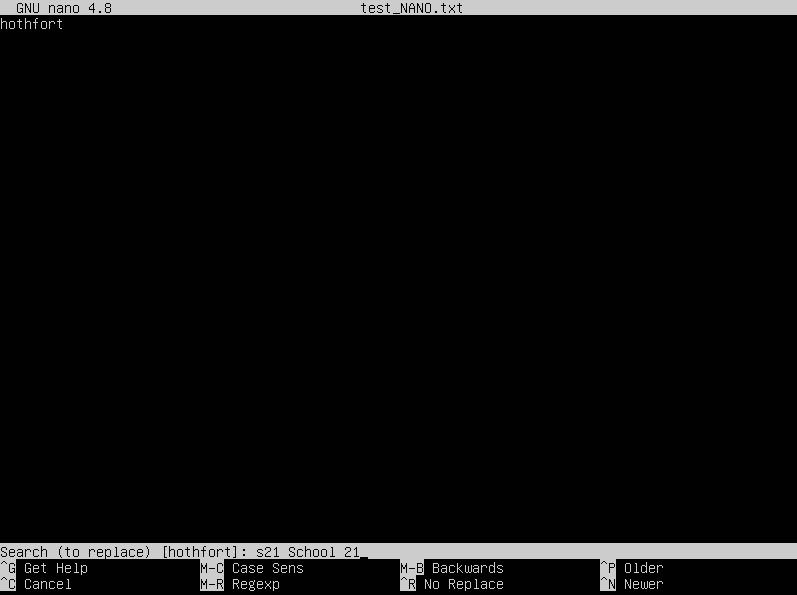 GNU nano 4.8 test_NANO.txt
hothfort
Search (to replace) [hothfort]: s21 School 21_
^G Get Help M-C Case Sens M-B Backwards ^P Older
^C Cancel M-R Regexp ^R No Replace ^N Newer